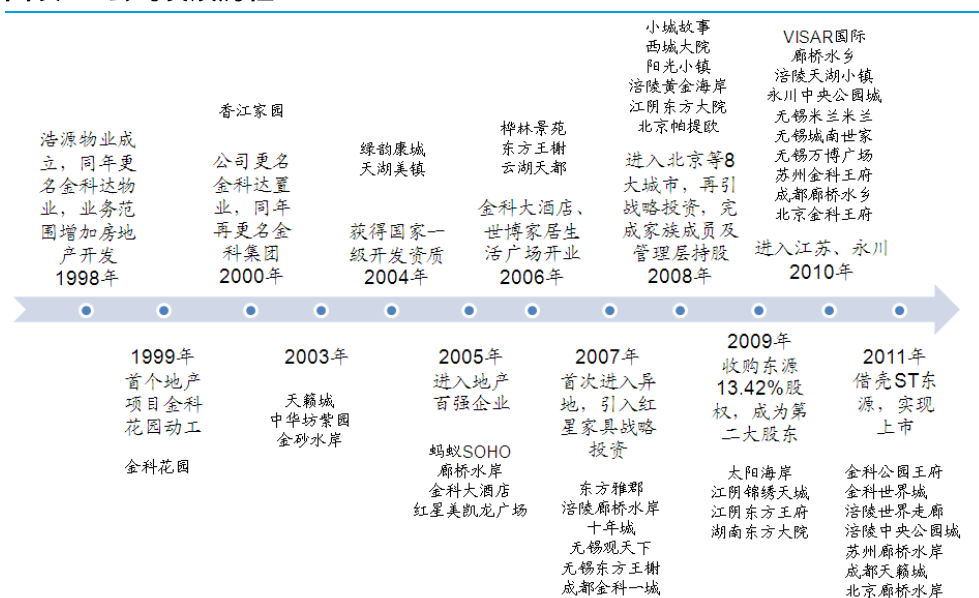 香江家园
浩源物业成
立，同年更
名金科达物
业，业务范
围增加房地
产开发
1998年
公司更名
金科达置
业，同年
再更名金
科集团
2000年
绿韵康城
天湖美镇
获得国家一
级开发资质
2004年
桦林景苑
东方王榭
云湖天都
金科大酒店、
世博家居生
活广场开业
2006年
小城故事
西城大院
阳光小镇
涪陵黄金海岸
江阴东方大院
北京帕提欧
进入北京等8
大城市，再引
战略投资，完
成家族成员及
管理层持股
2008年
VISAR国际
廊桥水乡
涪陵天湖小镇
永川中央公园城
无锡米兰米兰
无锡城南世家
无锡万博广场
苏州金科王府
成都廊桥水乡
北京金科王府
进入江苏、永川
2010年
1999年
首个地产
项目金科
花园动工
金科花园
2003年
天籁城
中华坊紫园
金砂水岸
2005年
进入地产
百强企业
蚂蚁SOHO
廊桥水岸
金科大酒店
红星美凯龙广场
2007年
首次进入异
地，引入红
星家具战略
投资
东方雅郡
涪陵廊桥水岸
十年城
无锡观天下
无锡东方王榭
成都金科一城
2009年
收购东源
13.42%股
权，成为第
二大股东
太阳海岸
江阴锦绣天城
江阴东方王府
湖南东方大院
2011年
借壳ST东
源，实现
上市
金科公园王府
金科世界城
涪陵世界走廊
涪陵中央公园城
苏州廊桥水岸
成都天籁城
北京廊桥水岸